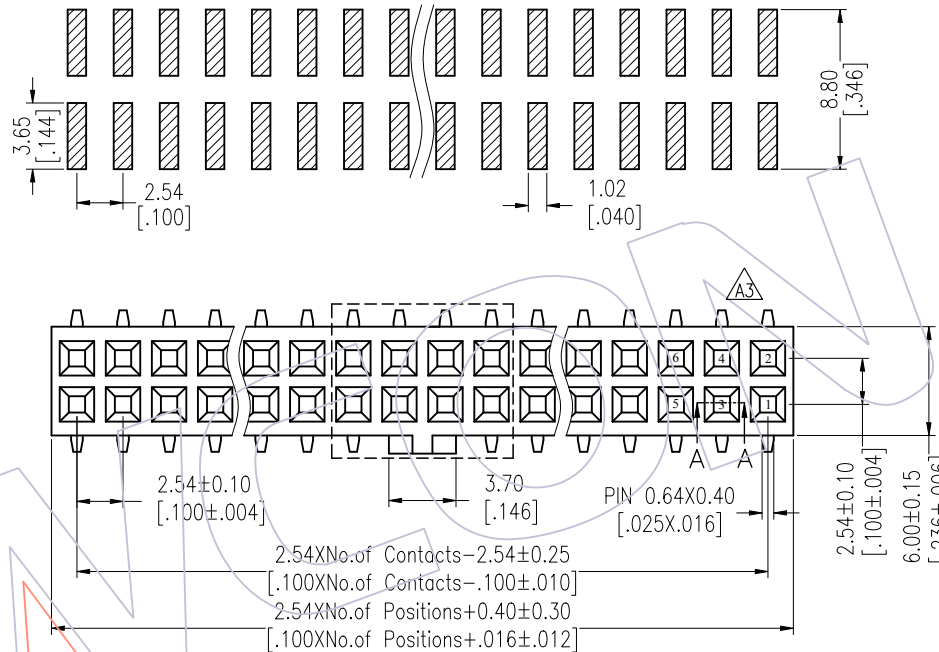 8.80
[.346]
3.65
[.144]
2.54
[.100]
1.02
[.040]
A3
6 4 2
5 3 1
A A
2.54±0.10
[.100±.004]
3.70
[.146]
PIN 0.64X0.40
[.025X.016]
2.54±0.10
[.100±.004]
6.00±0.15
[.236±.006]
2.54XNo.of Contacts-2.54±0.25
[.100XNo.of Contacts-.100±.010]
2.54XNo.of Positions+0.40±0.30
[.100XNo.of Positions+.016±.012]
WCON